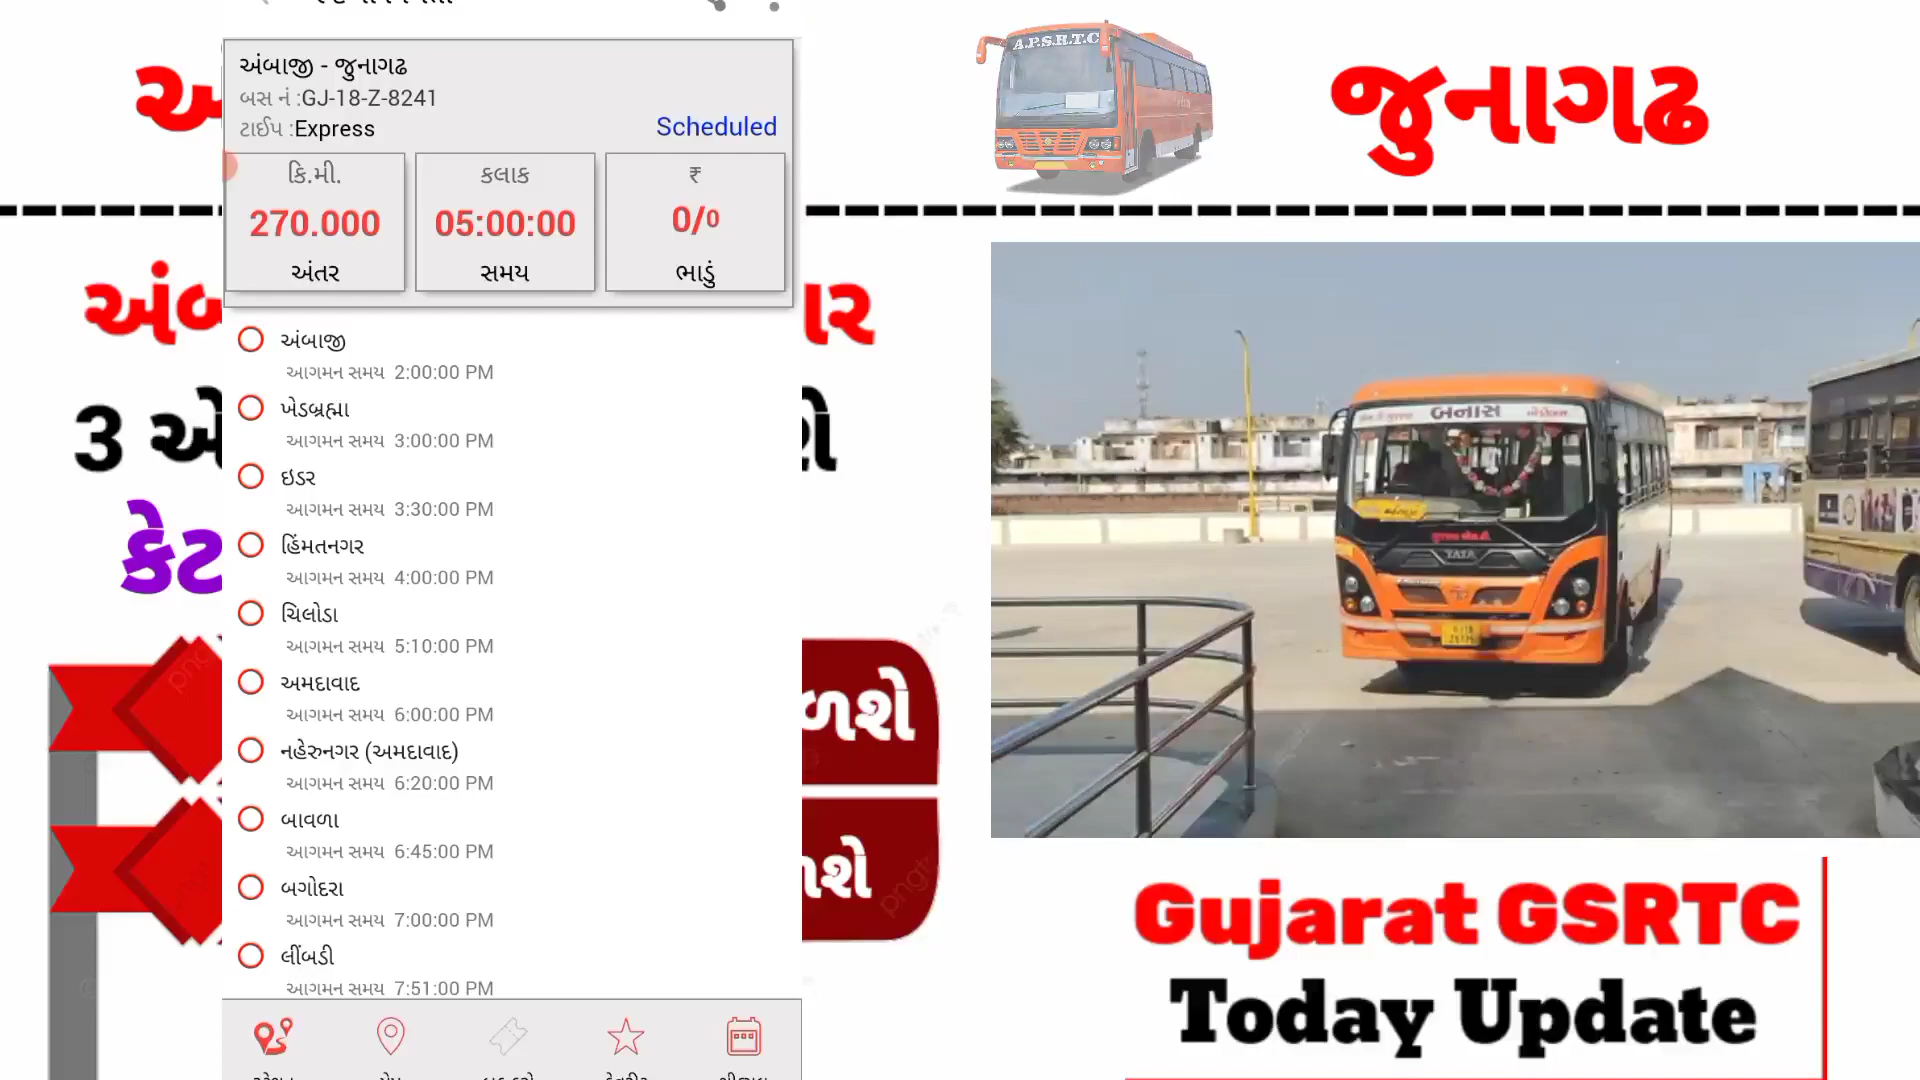 અંબાજી - જુનાગઢ
બસ નં :GJ-18-Z-8241
ટાઈપ :Express
Scheduled
કિ.મી.
270.000
અંતર
કલાક
05:00:00
સમય
₹
0/0
ભાડું
અંબાજી
આગમન સમય 2:00:00 PM
ખેડબ્રહ્મા
આગમન સમય 3:00:00 PM
ઇડર
આગમન સમય 3:30:00 PM
હિંમતનગર
આગમન સમય 4:00:00 PM
ચિલોડા
આગમન સમય 5:10:00 PM
અમદાવાદ
આગમન સમય 6:00:00 PM
નહેરુનગર (અમદાવાદ)
આગમન સમય 6:20:00 PM
બાવળા
આગમન સમય 6:45:00 PM
બગોદરા
આગમન સમય 7:00:00 PM
લીંબડી
આગમન સમય 7:51:00 PM
A.P.S.R.T.C
જુનાગઢ
3
બનાસ
TATA
Gujarat GSRTC
Today Update